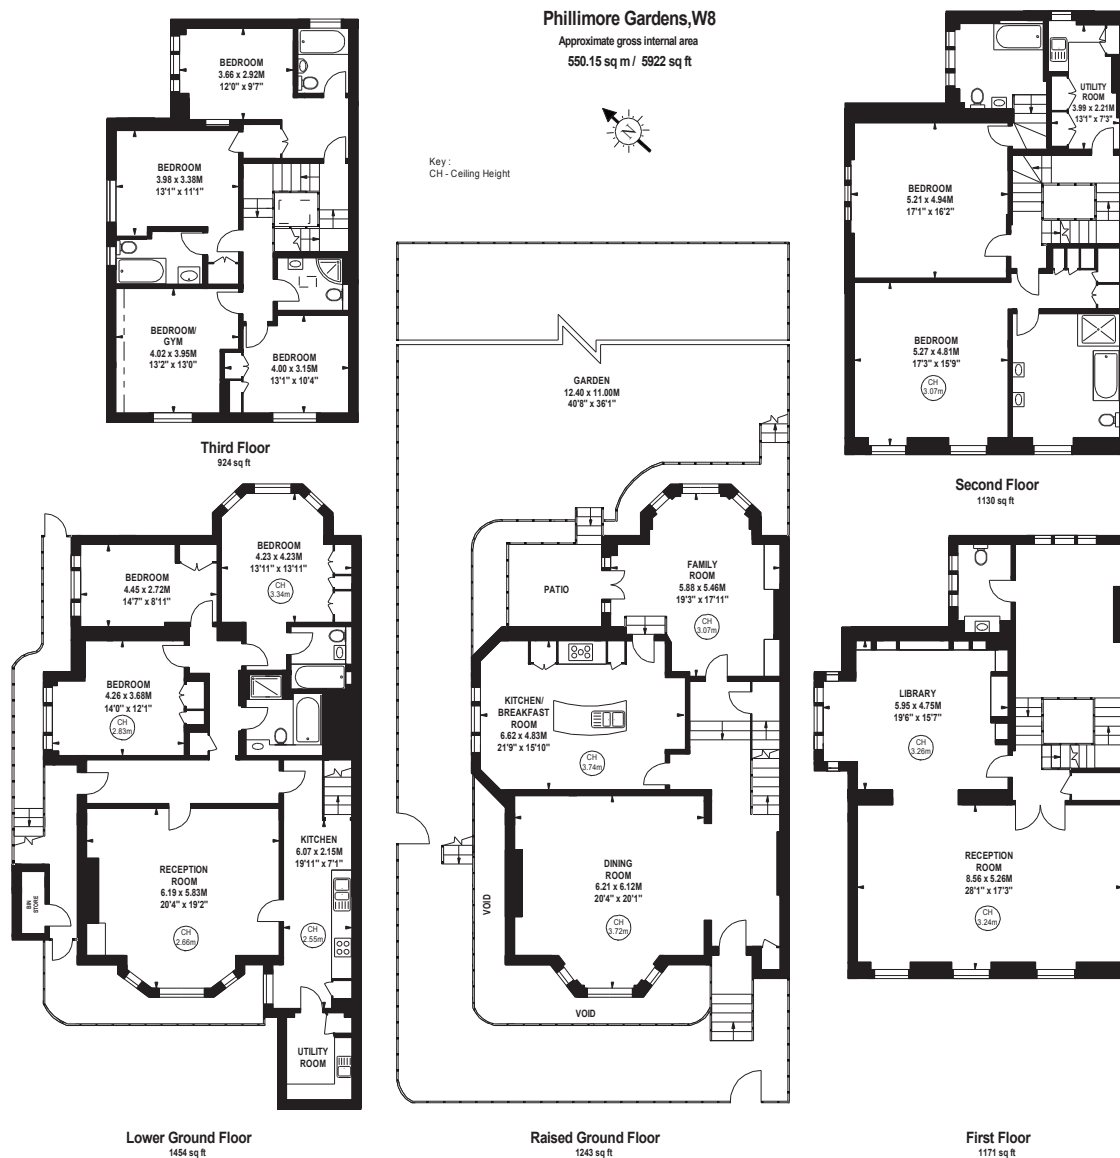 Phillimore Gardens,W8
Approximate gross internal area
550.15 sq m / 5922 sq ft
N
Key :
CH - Ceiling Height
BEDROOM
3.66 x 2.92M
12'0" x 9'7"
BEDROOM
3.98 x 3.38M
13'1" x 11'1"
BEDROOM/
GYM
4.02 x 3.95M
13'2" x 13'0"
BEDROOM
4.00 x 3.15M
13'1" x 10'4"
Third Floor
924 sq ft
UTILITY
ROOM
3.99 x 2.21M
13'1" x 7'3"
BEDROOM
5.21 x 4.94M
17'1" x 16'2"
BEDROOM
5.27 x 4.81M
17'3" x 15'9"
CH
3.07m
Second Floor
1130 sq ft
BEDROOM
4.23 x 4.23M
13'11" x 13'11"
CH
3.34m
BEDROOM
4.45 x 2.72M
14'7" x 8'11"
BEDROOM
4.26 x 3.68M
14'0" x 12'1"
CH
2.83m
KITCHEN
6.07 x 2.15M
19'11" x 7'1"
CH
2.55m
RECEPTION
ROOM
6.19 x 5.83M
20'4" x 19'2"
CH
2.66m
BIN
STORE
UTILITY
ROOM
Lower Ground Floor
1454 sq ft
GARDEN
12.40 x 11.00M
40'8" x 36'1"
PATIO
FAMILY
ROOM
5.88 x 5.46M
19'3" x 17'11"
CH
3.07m
KITCHEN/
BREAKFAST
ROOM
6.62 x 4.83M
21'9" x 15'10"
CH
3.74m
DINING
ROOM
6.21 x 6.12M
20'4" x 20'1"
CH
3.72m
VOID
VOID
Raised Ground Floor
1243 sq ft
LIBRARY
5.95 x 4.75M
19'6" x 15'7"
CH
3.26m
RECEPTION
ROOM
8.56 x 5.26M
28'1" x 17'3"
CH
3.24m
First Floor
1171 sq ft